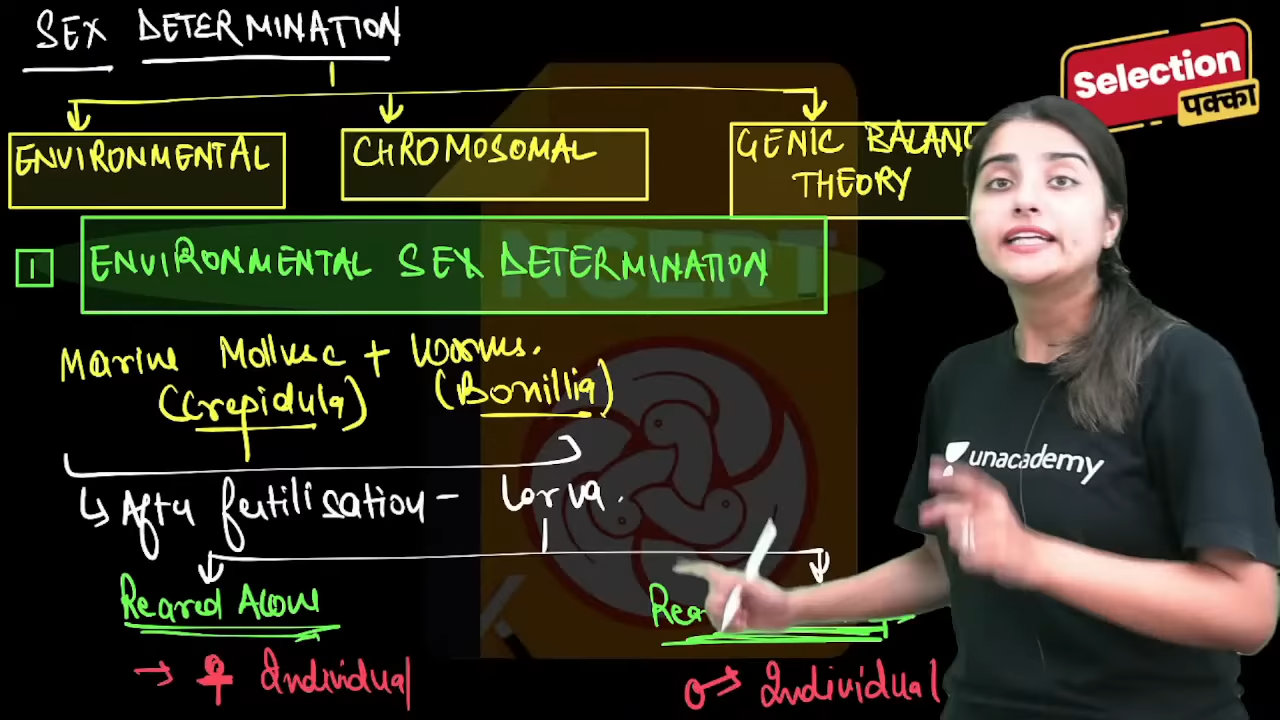 SEX DETERMINATION
Selection
पक्का
ENVIRONMENTAL
CHROMOSOMAL
GENIC BALANC
THEORY
1 ENVIRONMENTAL SEX DETERMINATION
NCERT
Marine Mollusc + Worms.
(Crepidula) (Bonillia)
unacademy
↳ After fertilisation - Larva.
Reared Alone
→ ♀ Individual
♂ Individual